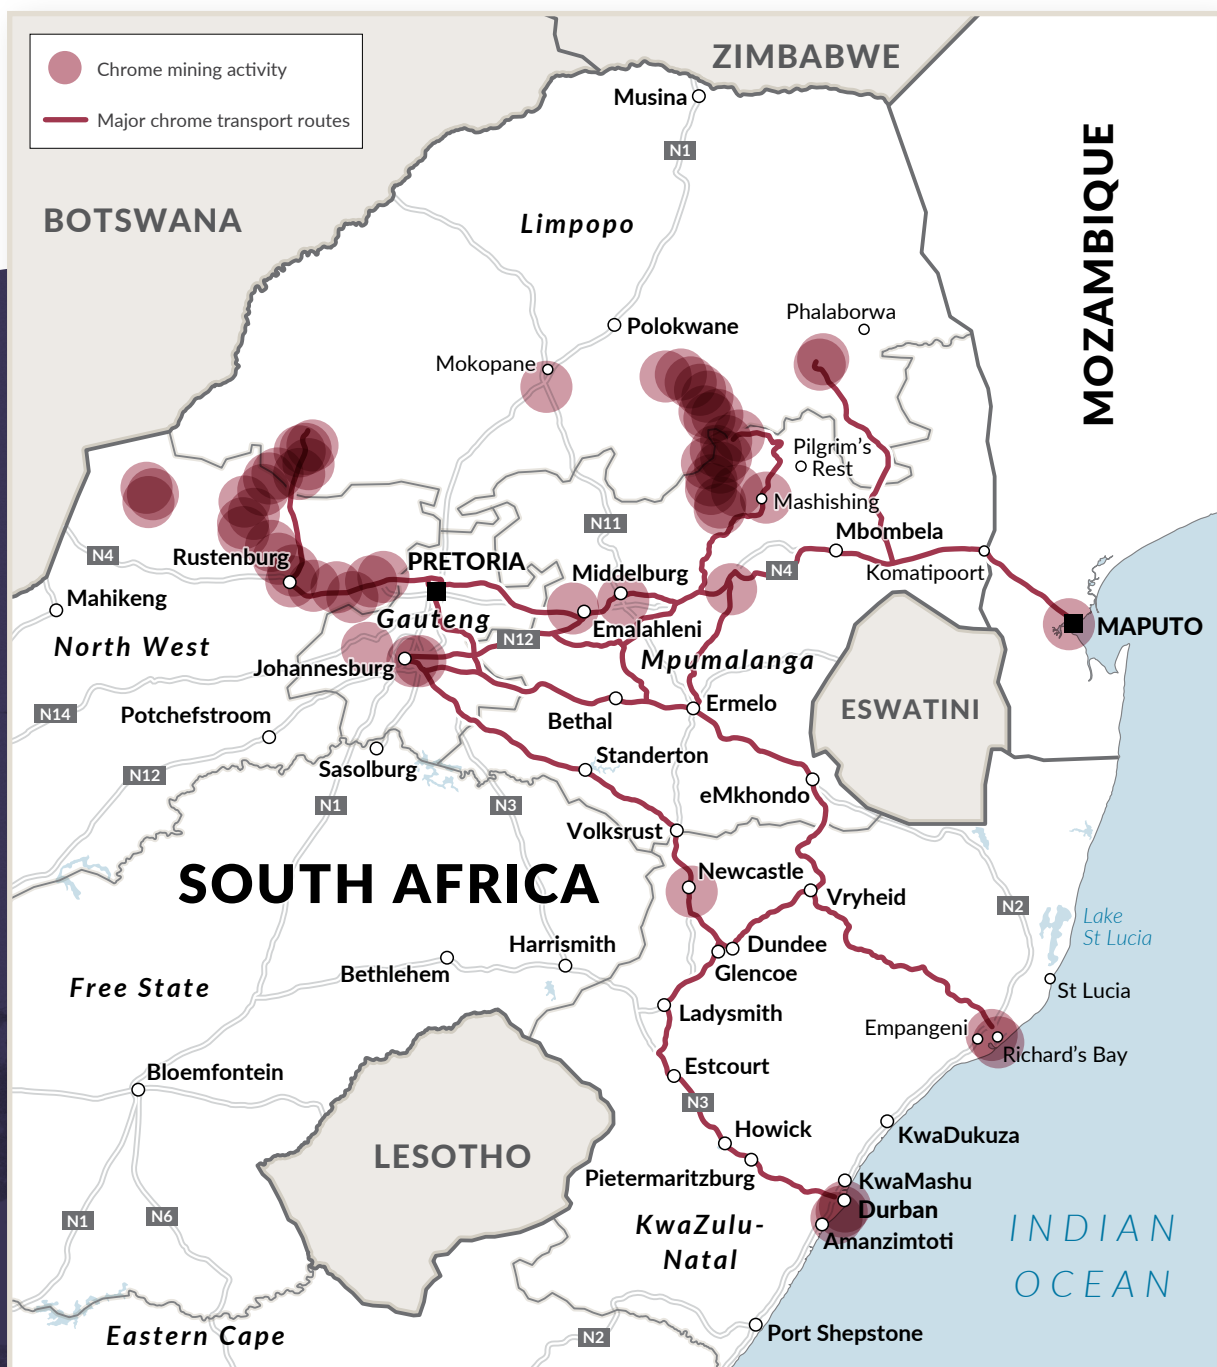 Chrome mining activity
Major chrome transport routes
ZIMBABWE
Musina
N1
MOZAMBIQUE
BOTSWANA
Limpopo
Phalaborwa
Polokwane
Mokopane
Pilgrim's
Rest
Mashishing
N11
Mbombela
N4
Rustenburg
PRETORIA
Middelburg
N4
Komatipoort
Mahikeng
Gauteng
Emalahleni
MAPUTO
North West
N12
Mpumalanga
Johannesburg
N14
Potchefstroom
Bethal
Ermelo
ESWATINI
Standerton
Sasolburg
N12
eMkhondo
N1
N3
Volksrust
SOUTH AFRICA
Newcastle
Vryheid
N2
Lake
St Lucia
Harrismith
Dundee
Bethlehem
Glencoe
Free State
St Lucia
Ladysmith
Empangeni
Richard's Bay
Bloemfontein
Estcourt
N3
Howick
KwaDukuza
LESOTHO
Pietermaritzburg
KwaMashu
Durban
N1
N6
KwaZulu-
Natal
Amanzimtoti
INDIAN
OCEAN
Eastern Cape
N2
Port Shepstone